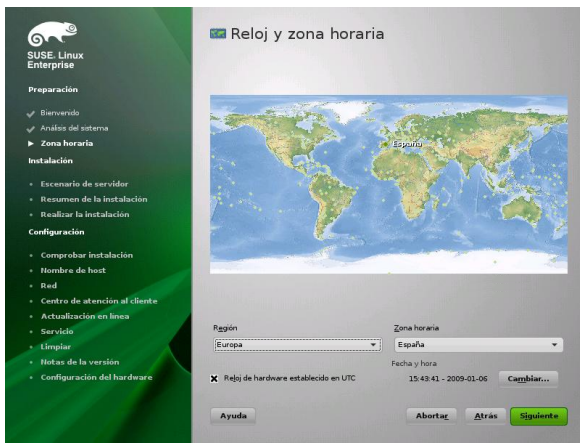 SUSE. Linux
Enterprise
Preparación
Bienvenido
Análisis del sistema
Zona horaria
Instalación
Escenario de servidor
Resumen de la instalación
Realizar la instalación
Configuración
Comprobar instalación
Nombre de host
Red
Centro de atención al cliente
Actualización en línea
Servicio
Limpiar
Notas de la versión
Configuración del hardware
Reloj y zona horaria
España
Región
Europa
Zona horaria
España
Fecha y hora
Reloj de hardware establecido en UTC
15:43:41 - 2009-01-06
Cambiar...
Ayuda
Abortar
Atrás
Siguiente